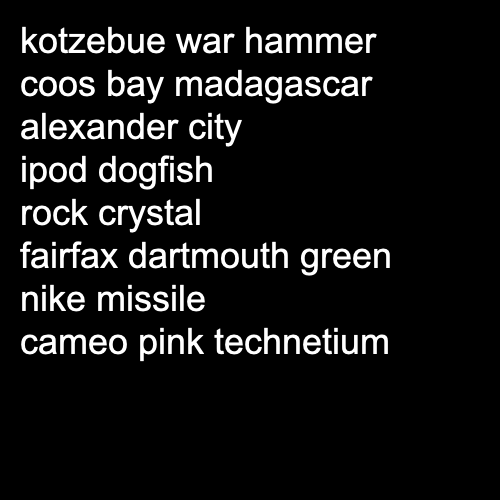 kotzebue war hammer
coos bay madagascar
alexander city
ipod dogfish
rock crystal
fairfax dartmouth green
nike missile
cameo pink technetium